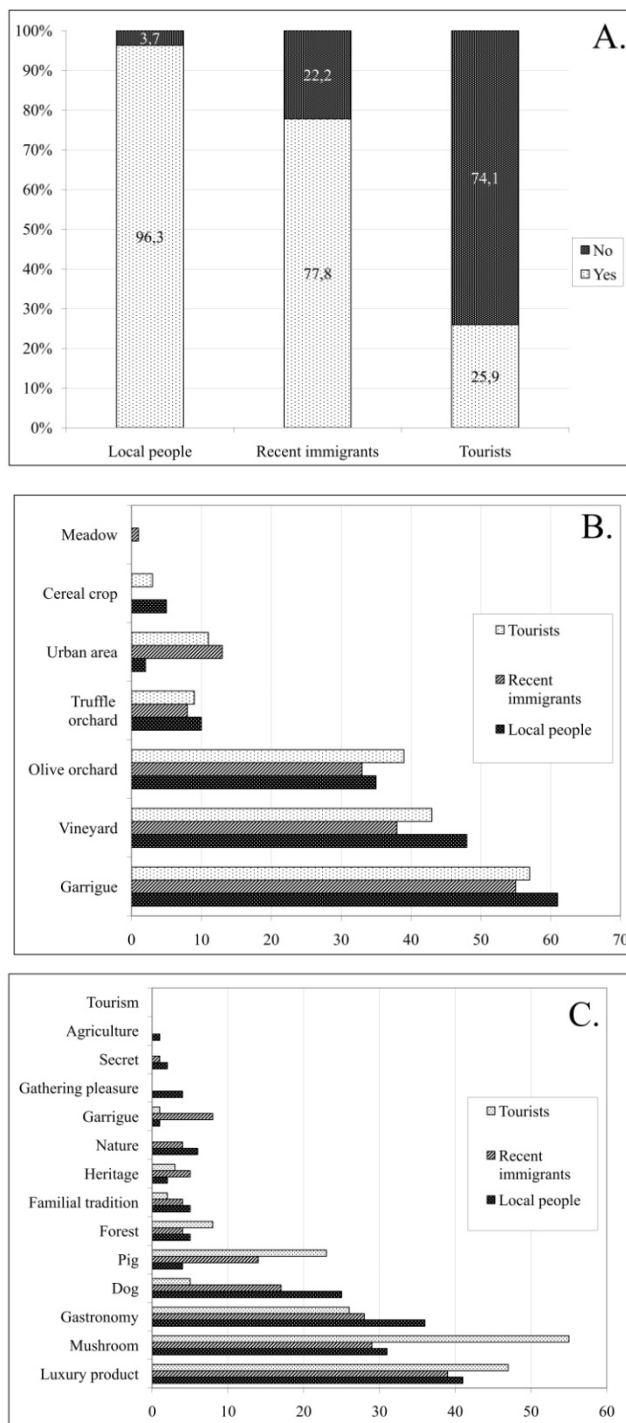 A.
100%
90%
80%
70%
60%
50%
40%
30%
20%
10%
0%
3,7
96,3
22,2
77,8
74,1
25,9
No
Yes
Local people
Recent immigrants
Tourists
B.
Meadow
Cereal crop
Urban area
Truffle
orchard
Olive orchard
Vineyard
Garrigue
Tourists
Recent
immigrants
Local people
0 10 20 30 40 50 60 70
C.
Tourism
Agriculture
Secret
Gathering pleasure
Garrigue
Nature
Heritage
Familial tradition
Forest
Pig
Dog
Gastronomy
Mushroom
Luxury product
Tourists
Recent
immigrants
Local people
0 10 20 30 40 50 60